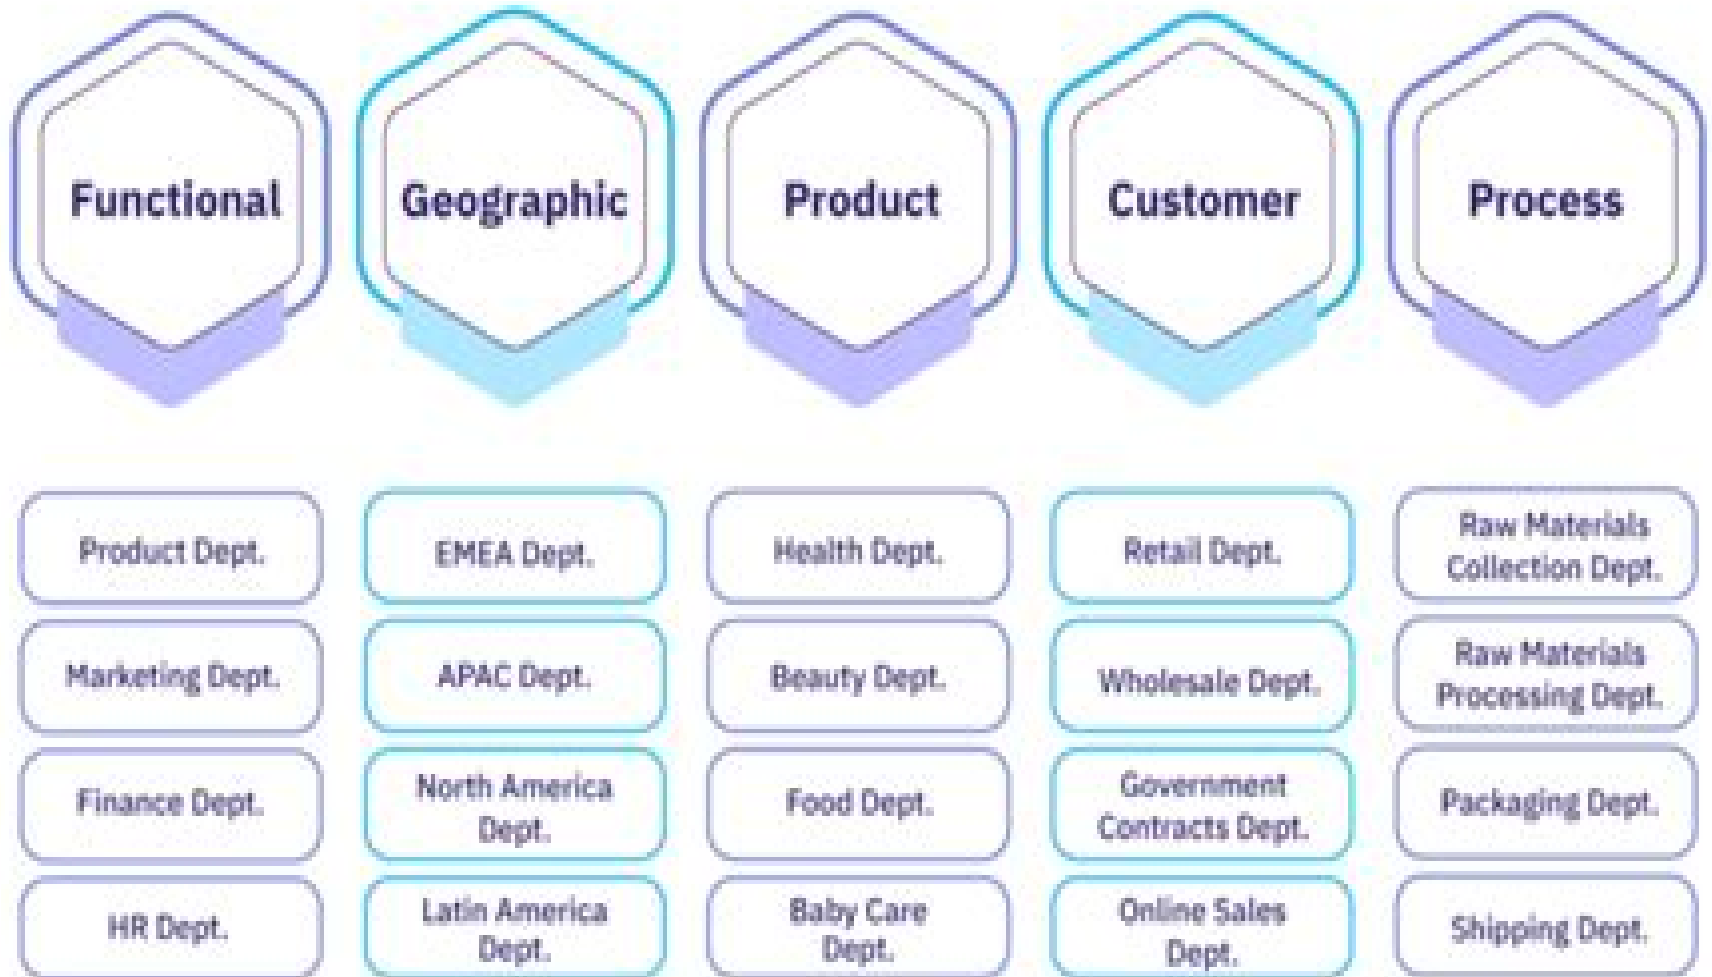 Functional
Geographic
Product
Customer
Process
Product Dept.
EMEA Dept.
Health Dept.
Retail Dept.
Raw Materials
Collection Dept.
Marketing Dept.
APAC Dept.
Beauty Dept.
Wholesale Dept.
Raw Materials
Processing Dept.
Finance Dept.
North America
Dept.
Food Dept.
Government
Contracts Dept.
Packaging Dept.
HR Dept.
Latin America
Dept.
Baby Care
Dept.
Online Sales
Dept.
Shipping Dept.